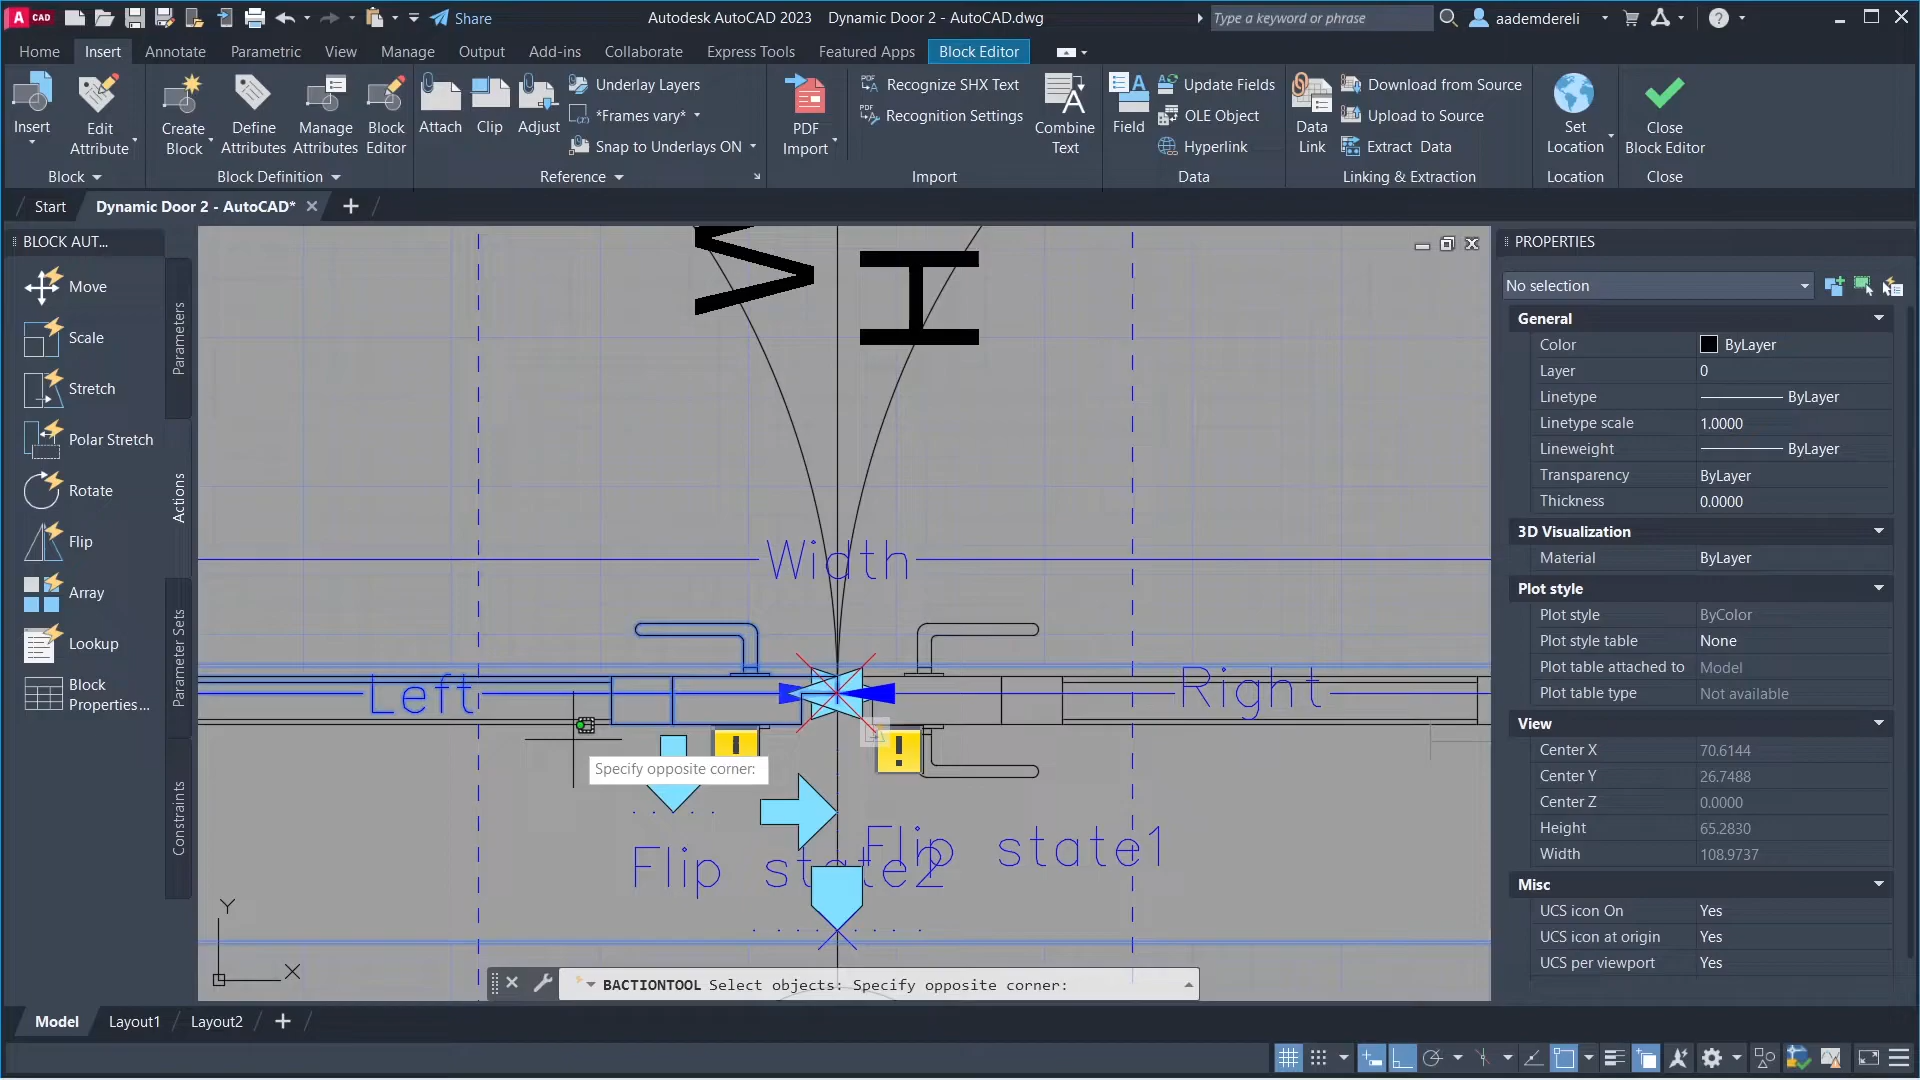 A CAD
Share
Autodesk AutoCAD 2023 Dynamic Door 2 - AutoCAD.dwg
Type a keyword or phrase
aademdereli
?
Home Insert Annotate Parametric View Manage Output Add-ins Collaborate Express Tools Featured Apps Block Editor
Insert
Edit
Attribute
Block
Create
Block
Define
Attributes
Manage
Attributes
Block
Editor
Block Definition
Attach
Clip
Adjust
Underlay Layers
*Frames vary*
Snap to Underlays ON
Reference
PDF
Import
Recognize SHX Text
Recognition Settings
Combine
Text
Import
Field
Update Fields
OLE Object
Hyperlink
Data
Data
Link
Download from Source
Upload to Source
Extract Data
Linking & Extraction
Set
Location
Location
Close
Block Editor
Close
Start
Dynamic Door 2 - AutoCAD*
BLOCK AUT...
Move
Scale
Stretch
Polar Stretch
Rotate
Flip
Array
Lookup
Block
Properties...
Parameters
Actions
Parameter Sets
Constraints
W
H
Width
Left
Right
!
!
Specify opposite corner:
Flip state1
Flip state2
Y
X
BACTIONTOOL Select objects: Specify opposite corner:
PROPERTIES
No selection
General
Color ByLayer
Layer 0
Linetype ByLayer
Linetype scale 1.0000
Lineweight ByLayer
Transparency ByLayer
Thickness 0.0000
3D Visualization
Material ByLayer
Plot style
Plot style ByColor
Plot style table None
Plot table attached to Model
Plot table type Not available
View
Center X 70.6144
Center Y 26.7488
Center Z 0.0000
Height 65.2830
Width 108.9737
Misc
UCS icon On Yes
UCS icon at origin Yes
UCS per viewport Yes
Model Layout1 Layout2